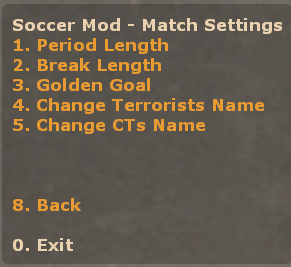 Soccer Mod - Match Settings
1. Period Length
2. Break Length
3. Golden Goal
4. Change Terrorists Name
5. Change CTs Name
8. Back
0. Exit